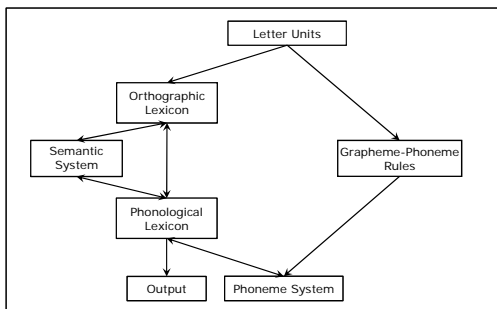 Letter Units
Orthographic
Lexicon
Semantic
System
Grapheme-Phoneme
Rules
Phonological
Lexicon
Output
Phoneme System